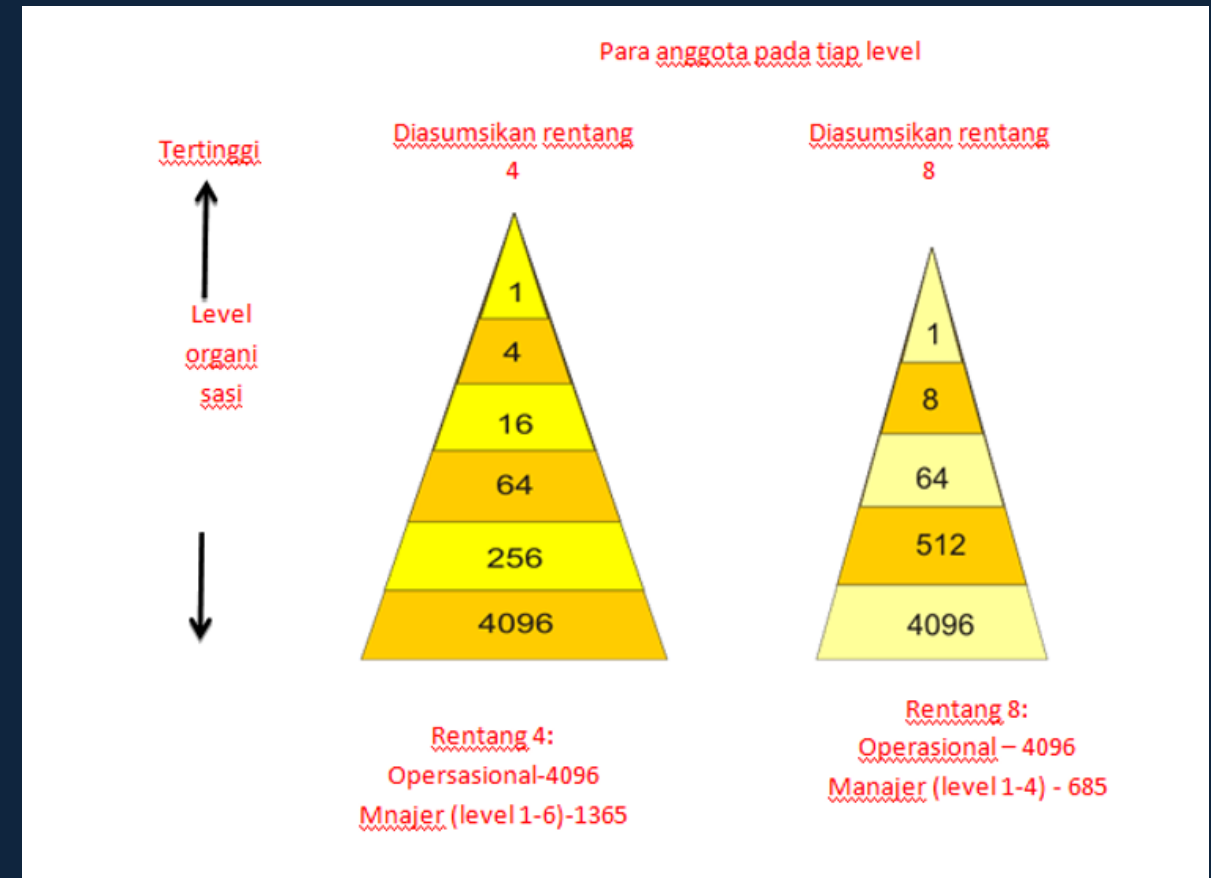 Para anggota pada tiap level
Tertinggi
Level
organi
sasi
Diasumsikan rentang
4
1
4
16
64
256
4096
Rentang 4:
Opersasional-4096
Mnajer (level 1-6)-1365
Diasumsikan rentang
8
1
8
64
512
4096
Rentang 8:
Operasional – 4096
Manajer (level 1-4) - 685